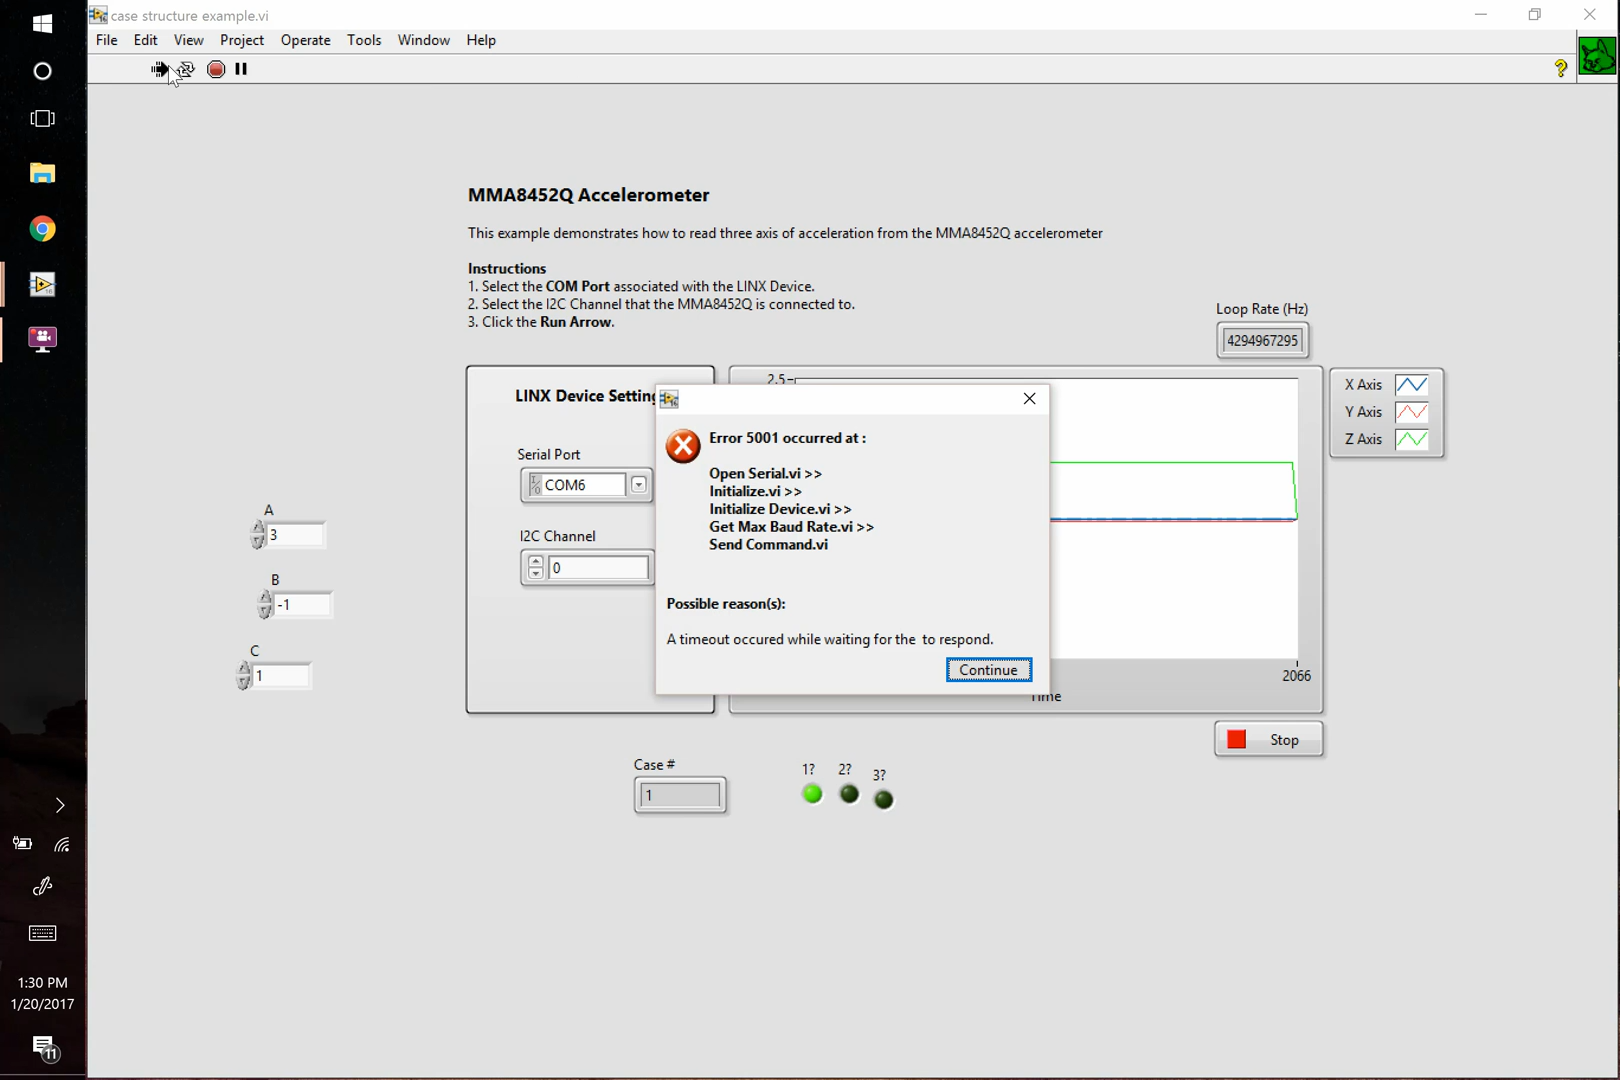 case structure example.vi
File Edit View Project Operate Tools Window Help
MMA8452Q Accelerometer
This example demonstrates how to read three axis of acceleration from the MMA8452Q accelerometer
Instructions
1. Select the COM Port associated with the LINX Device.
2. Select the I2C Channel that the MMA8452Q is connected to.
3. Click the Run Arrow.
Loop Rate (Hz)
4294967295
LINX Device Setting
Serial Port
COM6
I2C Channel
0
2.5
X Axis
Y Axis
Z Axis
Error 5001 occurred at :
Open Serial.vi >>
Initialize.vi >>
Initialize Device.vi >>
Get Max Baud Rate.vi >>
Send Command.vi
Possible reason(s):
A timeout occured while waiting for the  to respond.
Continue
2066
Time
A
3
B
-1
C
1
Stop
Case #
1
1? 2? 3?
1:30 PM
1/20/2017
11